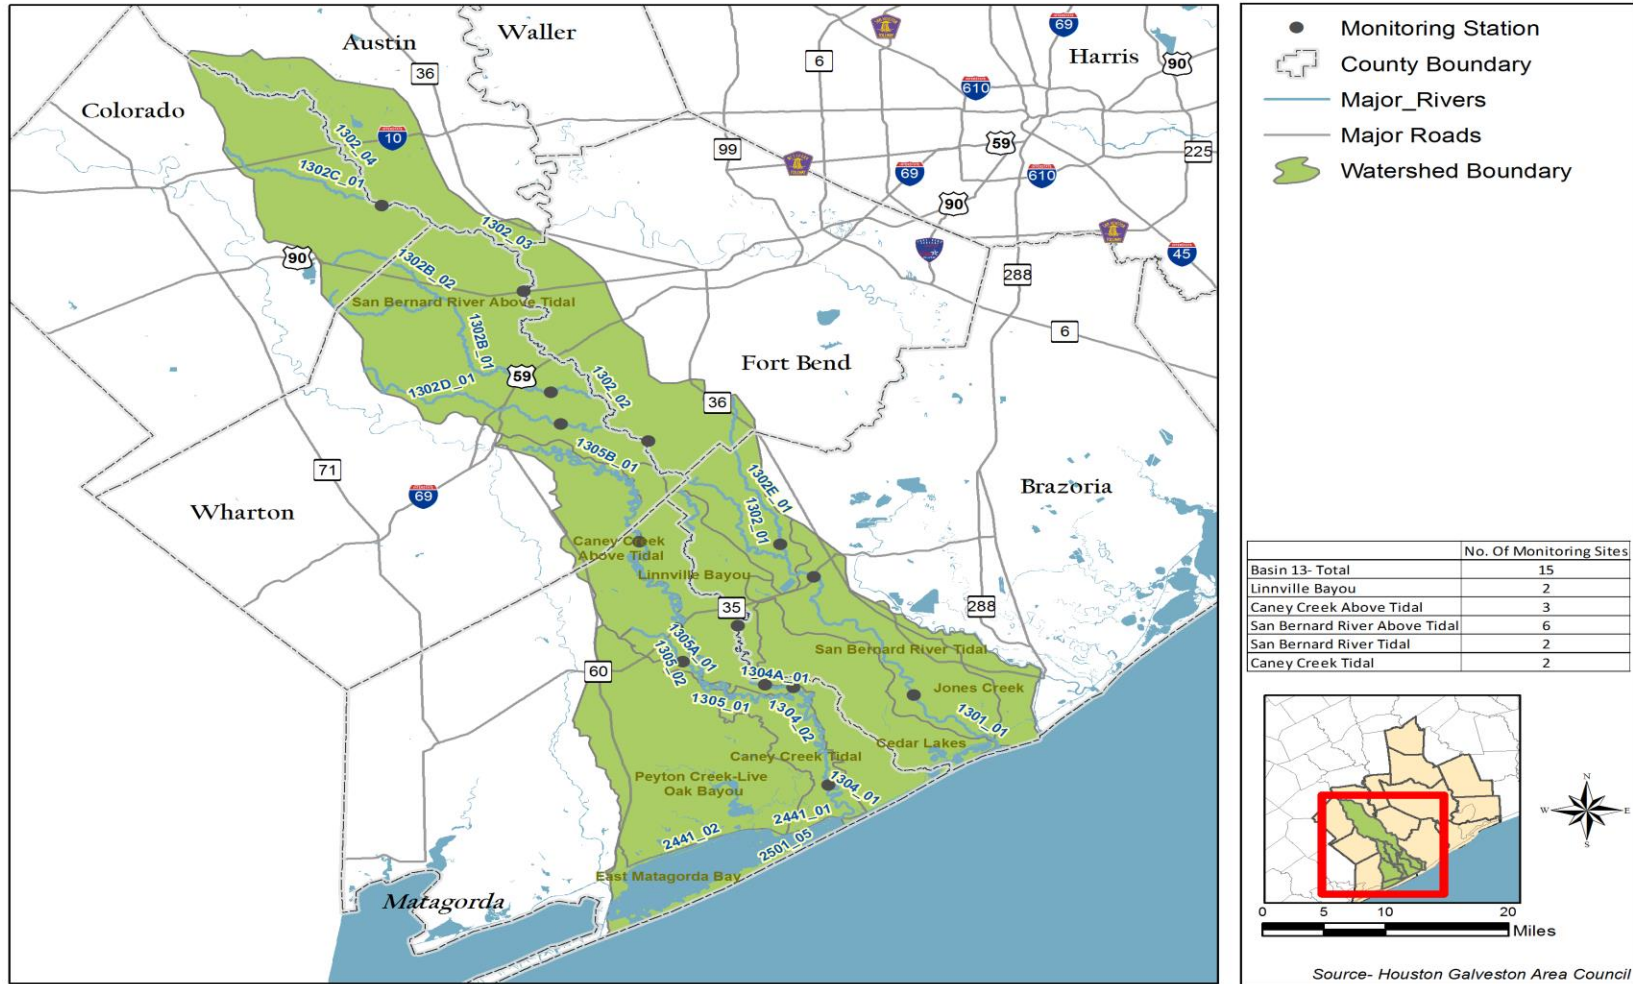 Austin
Waller
Harris
Colorado
Fort Bend
Wharton
Brazoria
Matagorda
36
6
69
90
610
10
99
59
225
69
610
90
90
288
45
6
59
36
71
69
35
288
60
1302_04
1302C_01
1302_03
1302B_02
San Bernard River Above Tidal
1302B_01
1302D_01
1302_02
1305B_01
1302E_01
1302_01
Caney Creek
Above Tidal
Linnville Bayou
1305A_01
1305_02
San Bernard River Tidal
1304A_01
Jones Creek
1305_01
1304_02
1301_01
Cedar Lakes
Caney Creek Tidal
Peyton Creek-Live
Oak Bayou
1304_01
2441_01
2441_02
2501_05
East Matagorda Bay
Monitoring Station
County Boundary
Major_Rivers
Major Roads
Watershed Boundary
No. Of Monitoring Sites
Basin 13- Total 15
Linnville Bayou 2
Caney Creek Above Tidal 3
San Bernard River Above Tidal 6
San Bernard River Tidal 2
Caney Creek Tidal 2
N
W E
S
0 5 10 20
Miles
Source- Houston Galveston Area Council